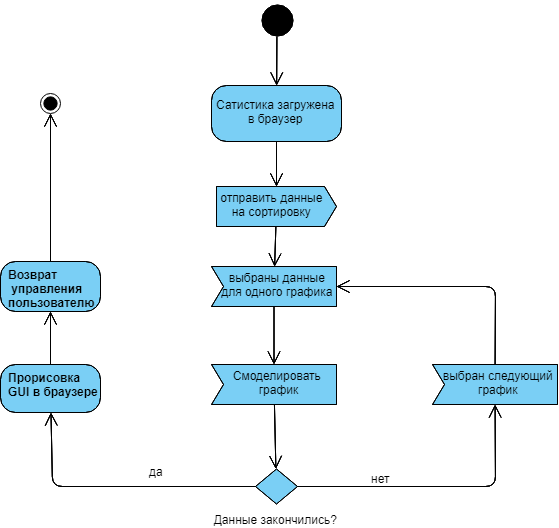 Сатистика загружена
в браузер
отправить данные
на сортировку
выбраны данные
для одного графика
Смоделировать
график
выбран следующий
график
Возврат
управления
пользователю
Прорисовка
GUI в браузере
да
нет
Данные закончились?